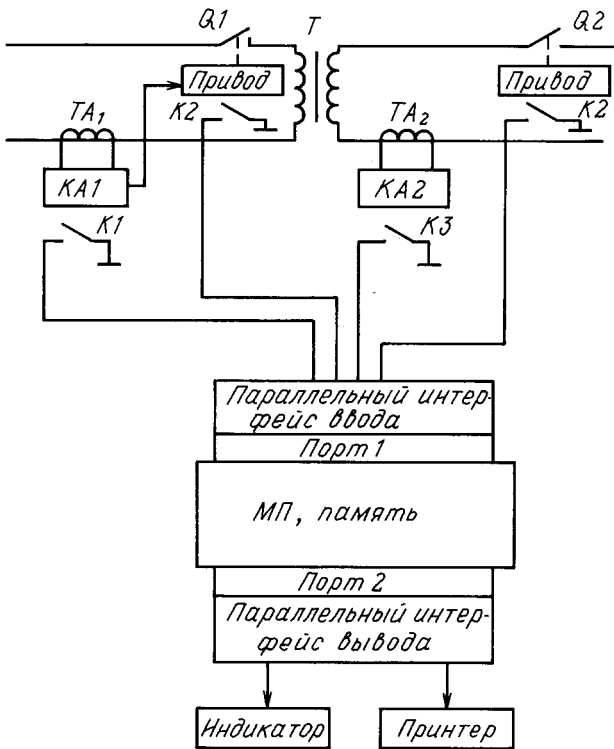 Q1
T
Q2
Привод
Привод
TA1
K2
TA2
K2
KA1
KA2
K1
K3
Параллельный интер-
фейс ввода
Порт 1
МП, память
Порт 2
Параллельный интер-
фейс вывода
Индикатор
Принтер